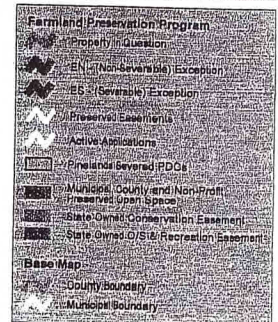 Farmland Preservation Program
Property In Question
EN - (Non-Severable) Exception
ES - (Severable) Exception
Preserved Easements
Active Applications
Pinelands Severed PDCs
Municipal, County and Non-Profit
Preserved Open Space
State Owned Conservation Easement
State Owned O/S & Recreation Easement
Base Map
County Boundary
Municipal Boundary